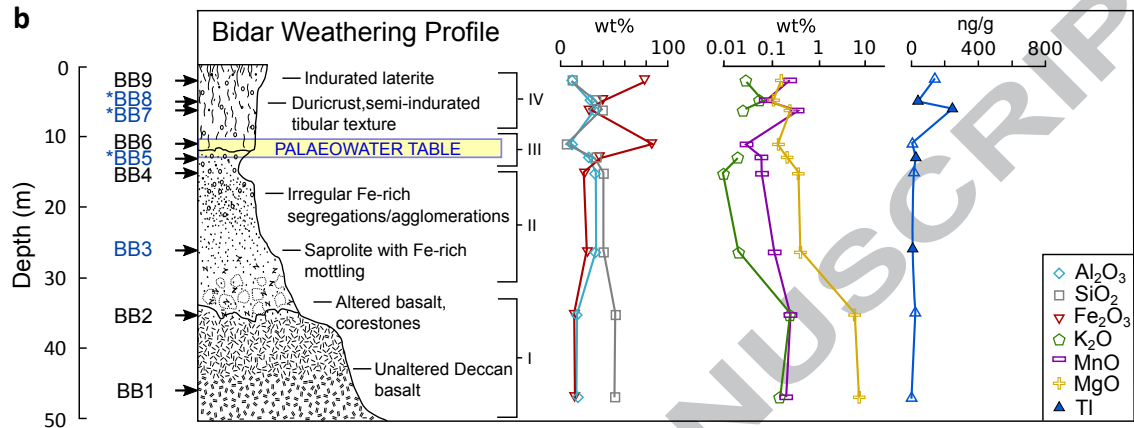 b
Bidar Weathering Profile
wt%
0
100
wt%
0.01
0.1
1
10
ng/g
0
400
800
Depth (m)
0
10
20
30
40
50
BB9
*BB8
*BB7
BB6
*BB5
BB4
BB3
BB2
BB1
Indurated laterite
Duricrust,semi-indurated
tibular texture
PALAEOWATER TABLE
Irregular Fe-rich
segregations/agglomerations
Saprolite with Fe-rich
mottling
Altered basalt,
corestones
Unaltered Deccan
basalt
IV
III
II
I
Al₂O₃
SiO₂
Fe₂O₃
K₂O
MnO
MgO
Tl
NUSCRIP